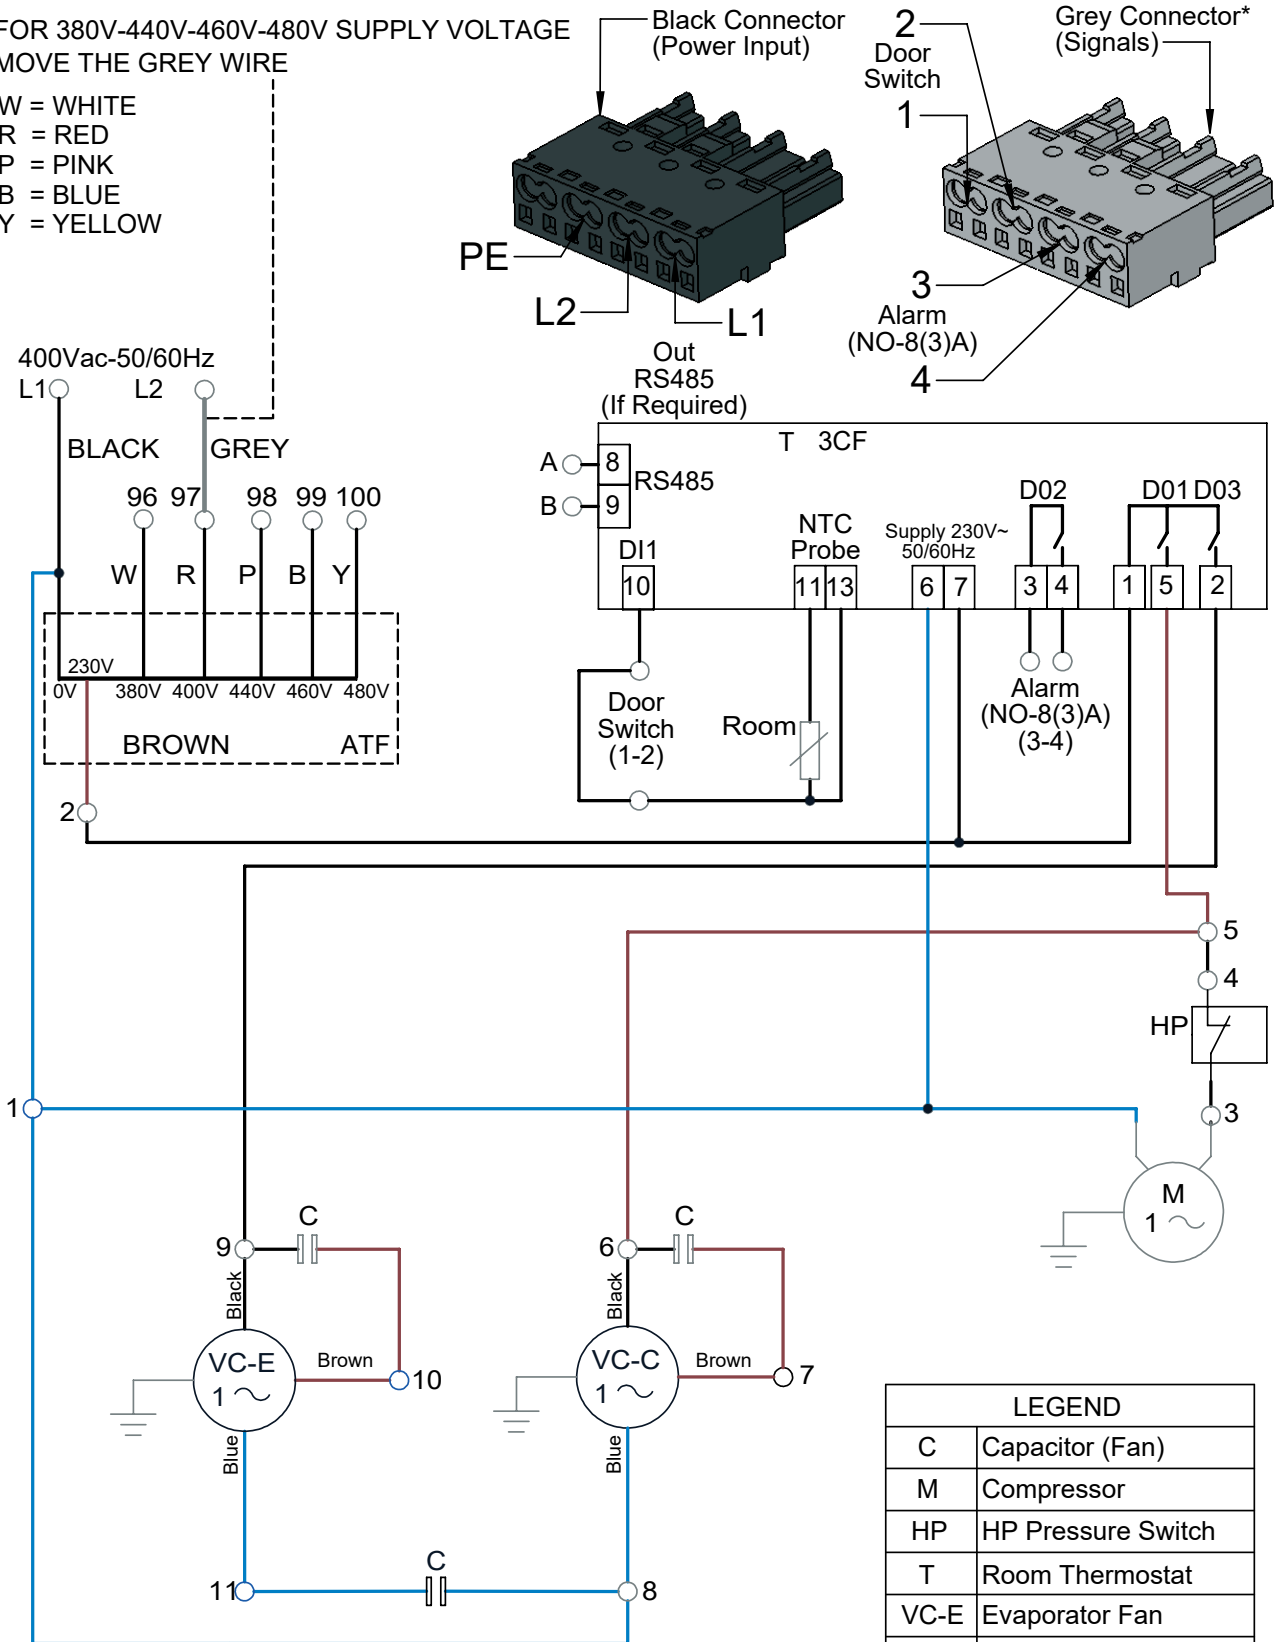 FOR 380V-440V-460V-480V SUPPLY VOLTAGE
MOVE THE GREY WIRE
W = WHITE
R = RED
P = PINK
B = BLUE
Y = YELLOW
Black Connector
(Power Input)
PE
L2
L1
2
Door
Switch
1
Grey Connector*
(Signals)
3
Alarm
(NO-8(3)A)
4
400Vac-50/60Hz
L1
L2
BLACK
GREY
96 97 98 99 100
W R P B Y
230V
0V 380V 400V 440V 460V 480V
BROWN
ATF
2
Out
RS485
(If Required)
T 3CF
A
8
RS485
B
9
DI1
10
NTC
Probe
11 13
Supply 230V~
50/60Hz
6 7
D02
3 4
D01 D03
1 5 2
Door
Switch
(1-2)
Room
Alarm
(NO-8(3)A)
(3-4)
5
4
HP
3
1
M
1
C
9
Black
VC-E
1
Brown
10
Blue
C
6
Black
VC-C
1
Brown
7
Blue
11
C
8
LEGEND
C Capacitor (Fan)
M Compressor
HP HP Pressure Switch
T Room Thermostat
VC-E Evaporator Fan